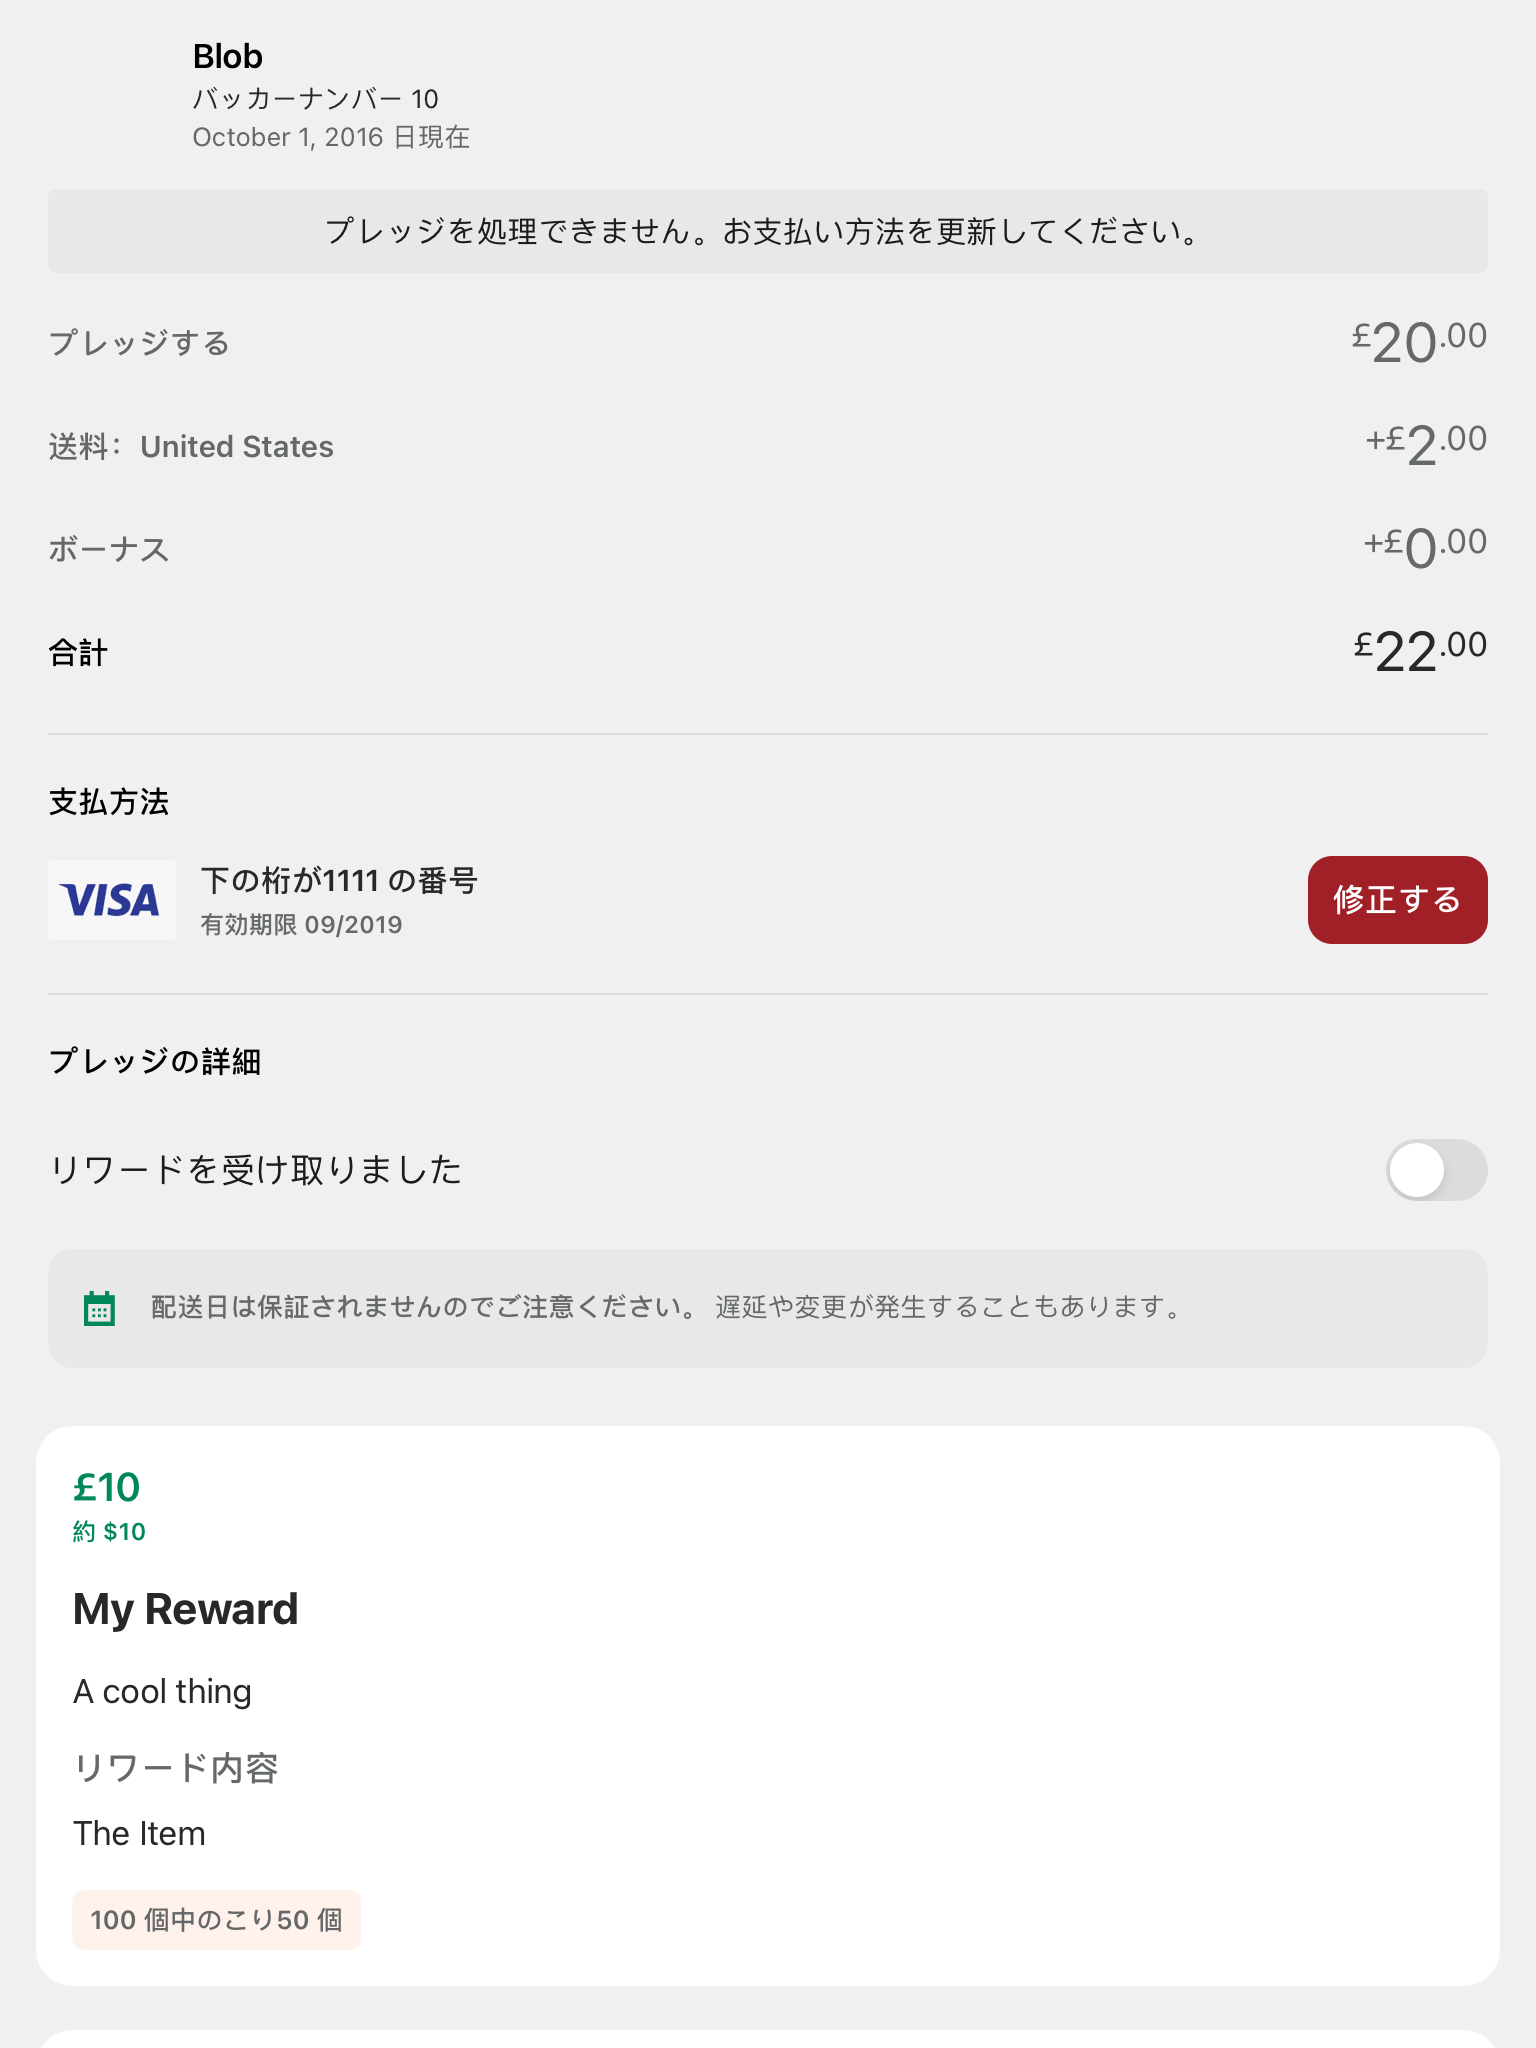 Blob
バッカーナンバー 10
October 1, 2016 日現在
プレッジを処理できません。お支払い方法を更新してください。
プレッジする £20.00
送料： United States +£2.00
ボーナス +£0.00
合計 £22.00
支払方法
VISA 下の桁が1111 の番号
有効期限 09/2019
修正する
プレッジの詳細
リワードを受け取りました
配送日は保証されませんのでご注意ください。 遅延や変更が発生することもあります。
£10
約 $10
My Reward
A cool thing
リワード内容
The Item
100 個中のこり50 個